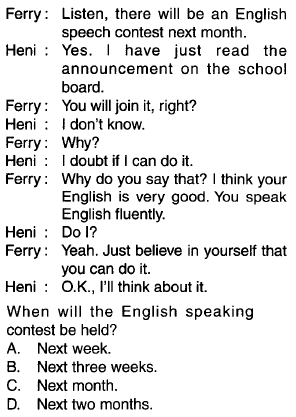 Ferry : Listen, there will be an English
speech contest next month.
Heni : Yes. I have just read the
announcement on the school
board.
Ferry : You will join it, right?
Heni : I don't know.
Ferry : Why?
Heni : I doubt if I can do it.
Ferry : Why do you say that? I think your
English is very good. You speak
English fluently.
Heni : Do I?
Ferry : Yeah. Just believe in yourself that
you can do it.
Heni : O.K., I'll think about it.
When will the English speaking
contest be held?
A. Next week.
B. Next three weeks.
C. Next month.
D. Next two months.